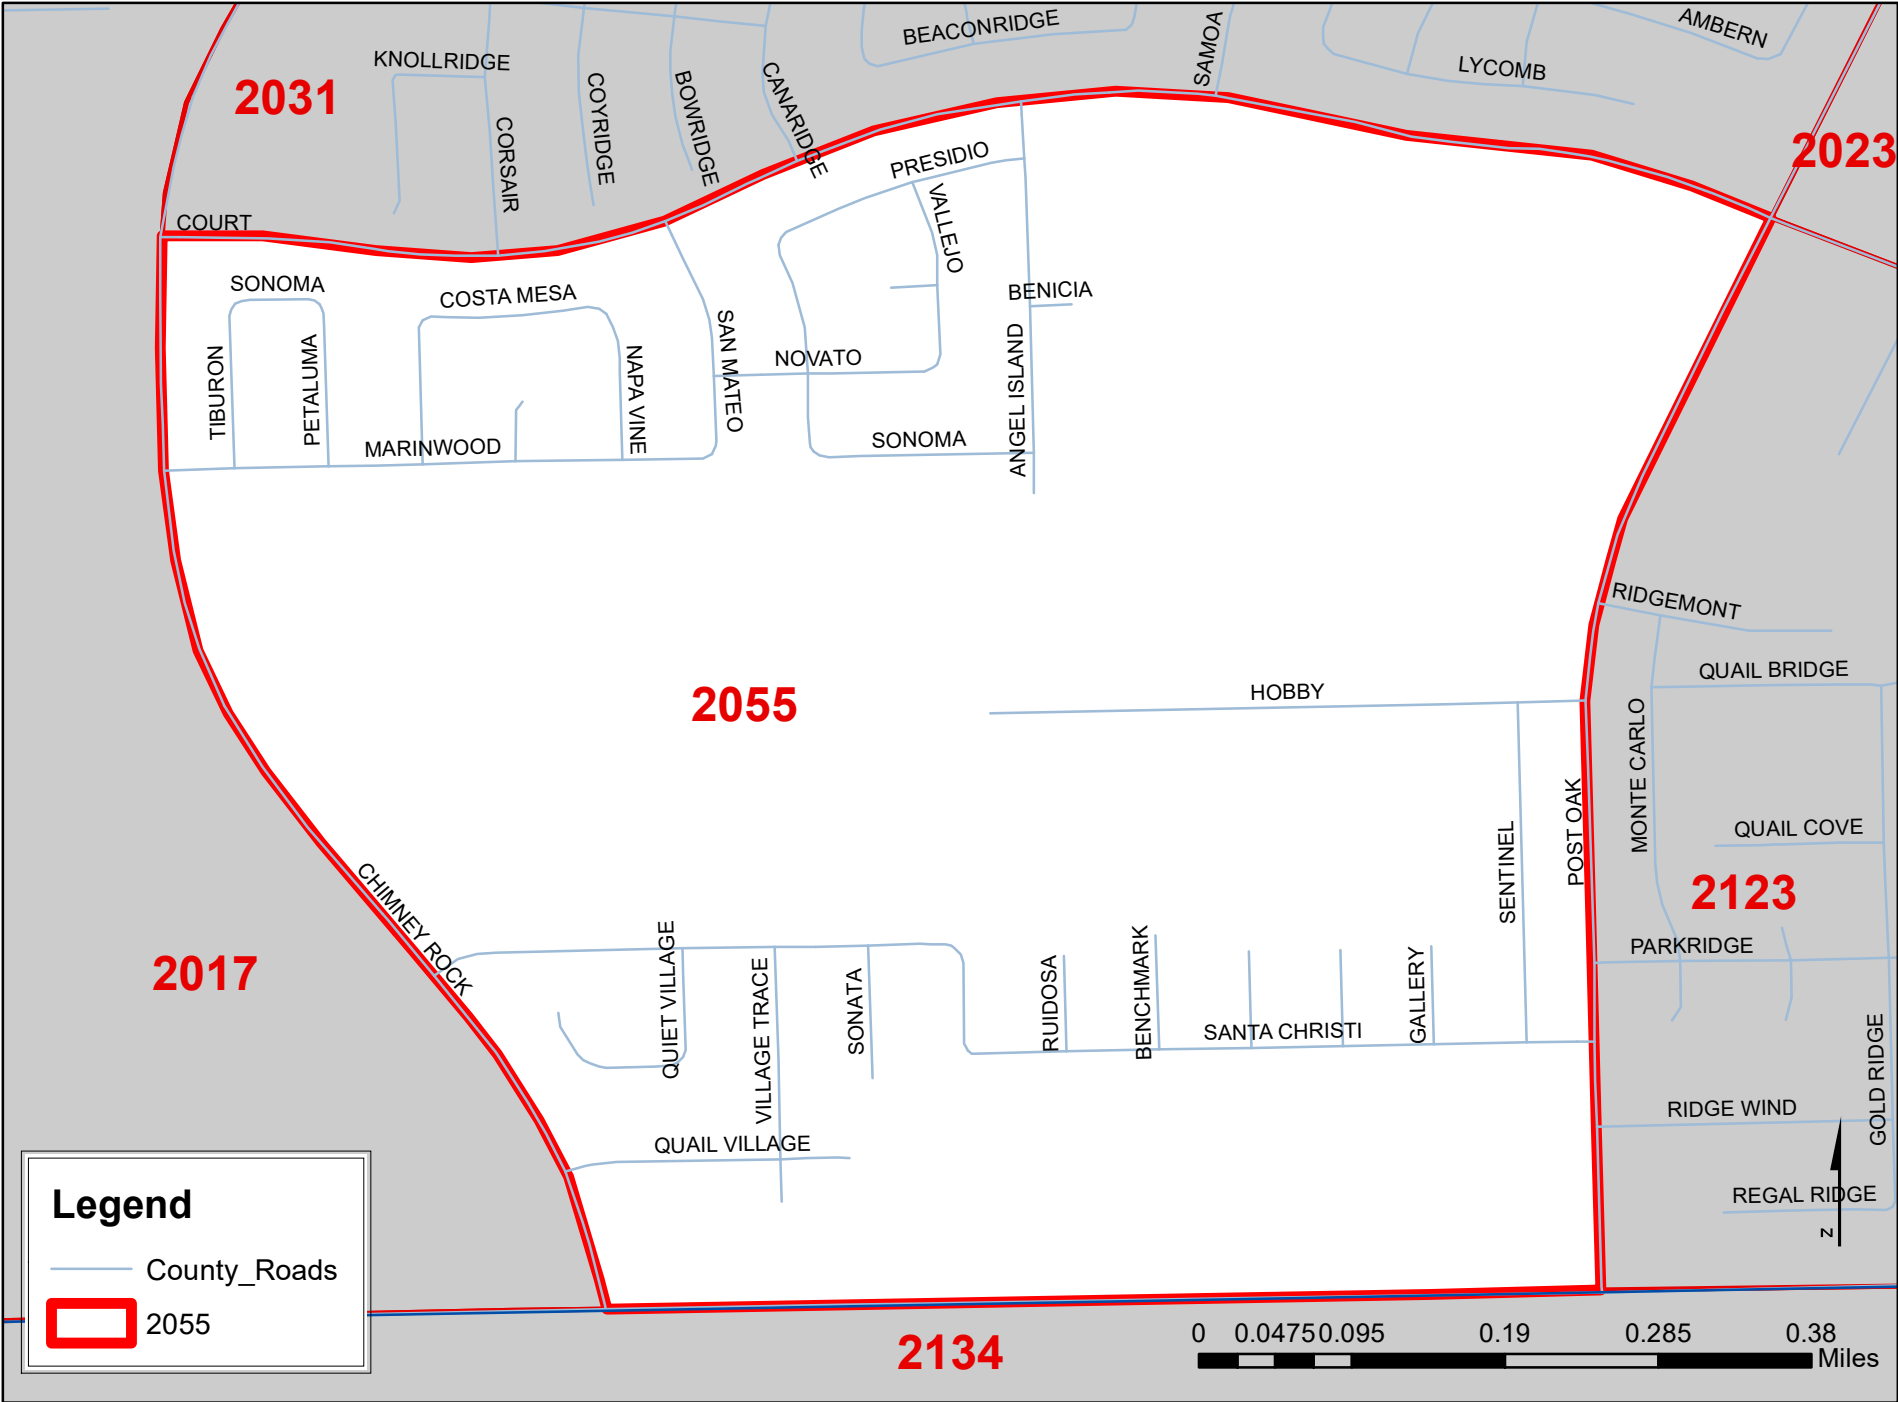 BEACONRIDGE
SAMOA
AMBERN
KNOLLRIDGE
LYCOMB
2031
COYRIDGE
BOWRIDGE
CANARIDGE
CORSAIR
2023
PRESIDIO
COURT
VALLEJO
SONOMA
COSTA MESA
BENICIA
TIBURON
PETALUMA
NAPA VINE
SAN MATEO
NOVATO
ANGEL ISLAND
MARINWOOD
SONOMA
RIDGEMONT
QUAIL BRIDGE
2055
HOBBY
MONTE CARLO
POST OAK
SENTINEL
QUAIL COVE
CHIMNEY ROCK
2123
2017
QUIET VILLAGE
VILLAGE TRACE
SONATA
RUIDOSA
BENCHMARK
GALLERY
PARKRIDGE
SANTA CHRISTI
GOLD RIDGE
RIDGE WIND
QUAIL VILLAGE
REGAL RIDGE
z
Legend
County_Roads
2055
2134
0 0.0475 0.095 0.19 0.285 0.38
Miles